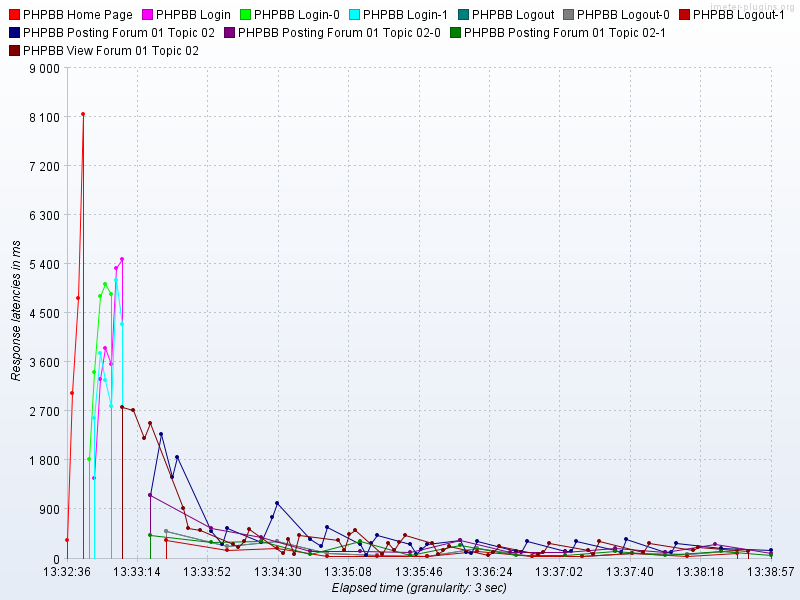 jmeter-plugins.org
PHPBB Home Page PHPBB Login PHPBB Login-0 PHPBB Login-1 PHPBB Logout PHPBB Logout-0 PHPBB Logout-1
PHPBB Posting Forum 01 Topic 02 PHPBB Posting Forum 01 Topic 02-0 PHPBB Posting Forum 01 Topic 02-1
PHPBB View Forum 01 Topic 02
9 000
8 100
7 200
6 300
5 400
4 500
3 600
2 700
1 800
900
0
Response latencies in ms
13:32:36 13:33:14 13:33:52 13:34:30 13:35:08 13:35:46 13:36:24 13:37:02 13:37:40 13:38:18 13:38:57
Elapsed time (granularity: 3 sec)